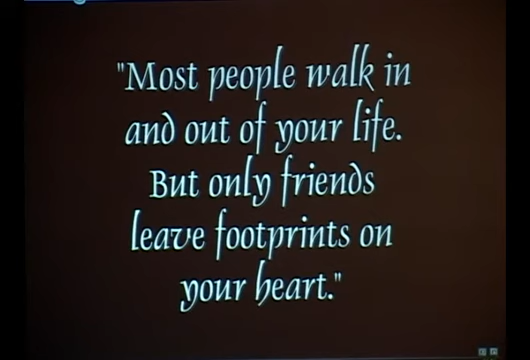 "Most people walk in
and out of your life.
But only friends
leave footprints on
your heart."